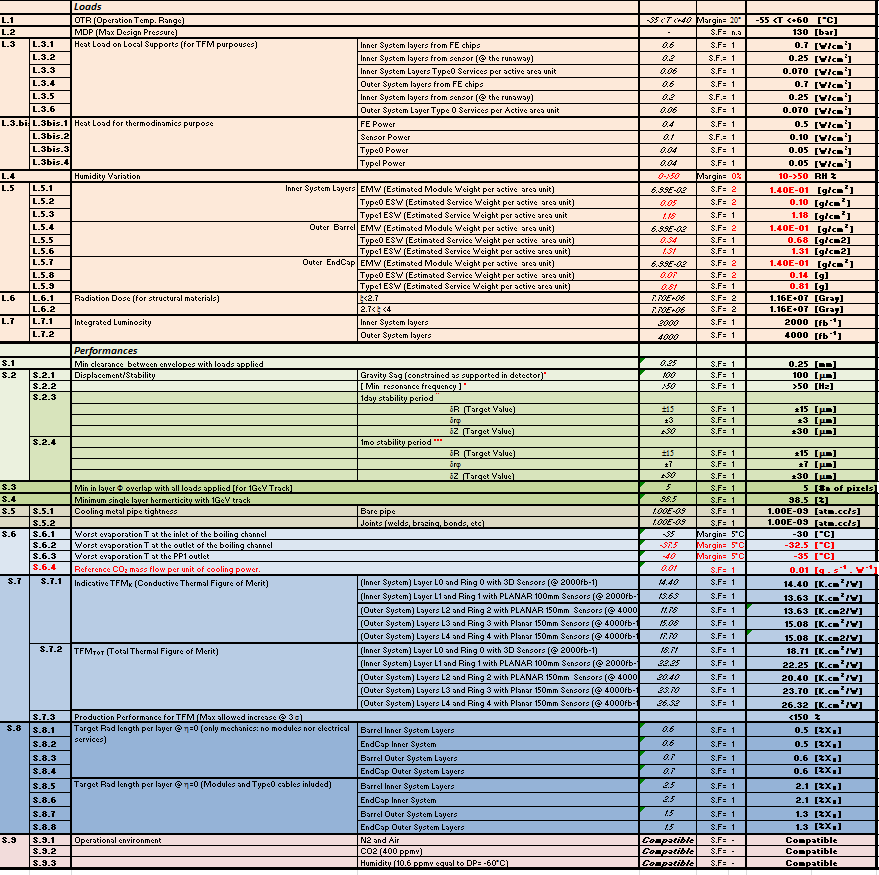 Loads
L.1 OTR (Operation Temp. Range) -35 <T <+40 Margin= 20° -55 <T <+60 [°C]
L.2 MDP (Max Design Pressure) - S.F= n.a 130 [bar]
L.3 L.3.1 Heat Load on Local Supports (for TFM purpouses) Inner System layers from FE chips 0.6 S.F= 1 0.7 [W/cm²]
L.3.2 Inner System layers from sensor (@ the runaway) 0.2 S.F= 1 0.25 [W/cm²]
L.3.3 Inner System Layers Type0 Services per active area unit 0.06 S.F= 1 0.070 [W/cm²]
L.3.4 Outer System layers from FE chips 0.6 S.F= 1 0.7 [W/cm²]
L.3.5 Inner System layers from sensor (@ the runaway) 0.2 S.F= 1 0.25 [W/cm²]
L.3.6 Outer System Layer Type 0 Services per Active area unit 0.06 S.F= 1 0.070 [W/cm²]
L.3.bi L.3bis.1 Heat Load for thermodinamics purpose FE Power 0.4 S.F= 1 0.5 [W/cm²]
L.3bis.2 Sensor Power 0.1 S.F= 1 0.10 [W/cm²]
L.3bis.3 Type0 Power 0.04 S.F= 1 0.05 [W/cm²]
L.3bis.4 TypeI Power 0.04 S.F= 1 0.05 [W/cm²]
L.4 Humidity Variation 0->50 Margin= 0% 10->50 RH %
L.5 L.5.1 Inner System Layers EMW (Estimated Module Weight per active area unit) 6.99E-02 S.F= 2 1.40E-01 [g/cm²]
L.5.2 Type0 ESW (Estimated Service Weight per active area unit) 0.05 S.F= 2 0.10 [g/cm²]
L.5.3 Type1 ESW (Estimated Service Weight per active area unit 1.18 S.F= 1 1.18 [g/cm²]
L.5.4 Outer Barrel EMW (Estimated Module Weight per active area unit) 6.99E-02 S.F= 2 1.40E-01 [g/cm²]
L.5.5 Type0 ESW (Estimated Service Weight per active area unit) 0.34 S.F= 2 0.68 [g/cm2]
L.5.6 Type1 ESW (Estimated Service Weight per active area unit) 1.31 S.F= 1 1.31 [g/cm2]
L.5.7 Outer EndCap EMW (Estimated Module Weight per active area unit) 6.99E-02 S.F= 2 1.40E-01 [g/cm²]
L.5.8 Type0 ESW (Estimated Service Weight per active area unit) 0.07 S.F= 2 0.14 [g]
L.5.9 Type1 ESW (Estimated Service Weight per active area unit) 0.81 S.F= 1 0.81 [g]
L.6 L.6.1 Radiation Dose (for structural materials) ξ<2.7 7.70E+06 S.F= 2 1.16E+07 [Gray]
L.6.2 2.7<ξ<4 7.70E+06 S.F= 2 1.16E+07 [Gray]
L.7 L.7.1 Integrated Luminosity Inner System layers 2000 S.F= 1 2000 [fb⁻¹]
L.7.2 Outer System layers 4000 S.F= 1 4000 [fb⁻¹]
Performances
S.1 Min clearance between envelopes with loads applied 0.25 S.F= 1 0.25 [mm]
S.2 S.2.1 Displacement/Stability Gravity Sag (constrained as supported in detector)* 100 S.F= 1 100 [µm]
S.2.2 [ Min resonance frequency ] * >50 S.F= 1 >50 [Hz]
S.2.3 1day stability period **
δR (Target Value) ±15 S.F= 1 ±15 [µm]
δrφ ±3 S.F= 1 ±3 [µm]
δZ (Target Value) ±30 S.F= 1 ±30 [µm]
S.2.4 1mo stability period ***
δR (Target Value) ±15 S.F= 1 ±15 [µm]
δrφ ±7 S.F= 1 ±7 [µm]
δZ (Target Value) ±30 S.F= 1 ±30 [µm]
S.3 Min in layer Φ overlap with all loads applied [for 1GeV Track] 5 S.F= 1 5 [#n of pixels]
S.4 Minimum single layer hermerticity with 1GeV track 98.5 S.F= 1 98.5 [%]
S.5 S.5.1 Cooling metal pipe tightness Bare pipe 1.00E-09 S.F= 1 1.00E-09 [atm.cc/s]
S.5.2 Joints (welds, brazing, bonds, etc) 1.00E-09 S.F= 1 1.00E-09 [atm.cc/s]
S.6 S.6.1 Worst evaporation T at the inlet of the boiling channel -35 Margin= 5°C -30 [°C]
S.6.2 Worst evaporation T at the outlet of the boiling channel -37.5 Margin= 5°C -32.5 [°C]
S.6.3 Worst evaporation T at the PP1 outlet -40 Margin= 5°C -35 [°C]
S.6.4 Reference CO₂ mass flow per unit of cooling power. 0.01 S.F= 1 0.01 [g . s⁻¹ . W⁻¹]
S.7 S.7.1 Indicative TFMₖ (Conductive Thermal Figure of Merit) (Inner System) Layer L0 and Ring 0 with 3D Sensors (@ 2000fb-1) 14.40 S.F= 1 14.40 [K.cm²/W]
(Inner System) Layer L1 and Ring 1 with PLANAR 100mm Sensors (@ 2000fb- 13.63 S.F= 1 13.63 [K.cm²/W]
(Outer System) Layers L2 and Ring 2 with PLANAR 150mm Sensors (@ 4000 11.78 S.F= 1 13.63 [K.cm2/W]
(Outer System) Layers L3 and Ring 3 with Planar 150mm Sensors (@ 4000fb-1 15.08 S.F= 1 15.08 [K.cm²/W]
(Outer System) Layers L4 and Ring 4 with Planar 150mm Sensors (@ 4000fb-1 17.70 S.F= 1 15.08 [K.cm2/W]
S.7.2 TFMTOT (Total Thermal Figure of Merit) (Inner System) Layer L0 and Ring 0 with 3D Sensors (@ 2000fb-1) 18.71 S.F= 1 18.71 [K.cm²/W]
(Inner System) Layer L1 and Ring 1 with PLANAR 100mm Sensors (@ 2000fb- 22.25 S.F= 1 22.25 [K.cm²/W]
(Outer System) Layers L2 and Ring 2 with PLANAR 150mm Sensors (@ 4000 20.40 S.F= 1 20.40 [K.cm²/W]
(Outer System) Layers L3 and Ring 3 with Planar 150mm Sensors (@ 4000fb-1 23.70 S.F= 1 23.70 [K.cm²/W]
(Outer System) Layers L4 and Ring 4 with Planar 150mm Sensors (@ 4000fb-1 26.32 S.F= 1 26.32 [K.cm²/W]
S.7.3 Production Performance for TFM (Max allowed increase @ 3 s) <150 %
S.8 S.8.1 Target Rad length per layer @ η=0 (only mechanics: no modules nor electrical Barrel Inner System Layers 0.6 S.F= 1 0.5 [%X₀]
services)
S.8.2 EndCap Inner System 0.6 S.F= 1 0.5 [%X₀]
S.8.3 Barrel Outer System Layers 0.7 S.F= 1 0.6 [%X₀]
S.8.4 EndCap Outer System Layers 0.7 S.F= 1 0.6 [%X₀]
S.8.5 Target Rad length per layer @ η=0 (Modules and Type0 cables inluded) Barrel Inner System Layers 2.5 S.F= 1 2.1 [%X₀]
S.8.6 EndCap Inner System 2.5 S.F= 1 2.1 [%X₀]
S.8.7 Barrel Outer System Layers 1.5 S.F= 1 1.3 [%X₀]
S.8.8 EndCap Outer System Layers 1.5 S.F= 1 1.3 [%X₀]
S.9 S.9.1 Operational environment N2 and Air Compatible S.F= - Compatible
S.9.2 CO2 (400 ppmv) Compatible S.F= - Compatible
S.9.3 Humidity (10.6 ppmv equal to DP= -60°C) Compatible S.F= - Compatible